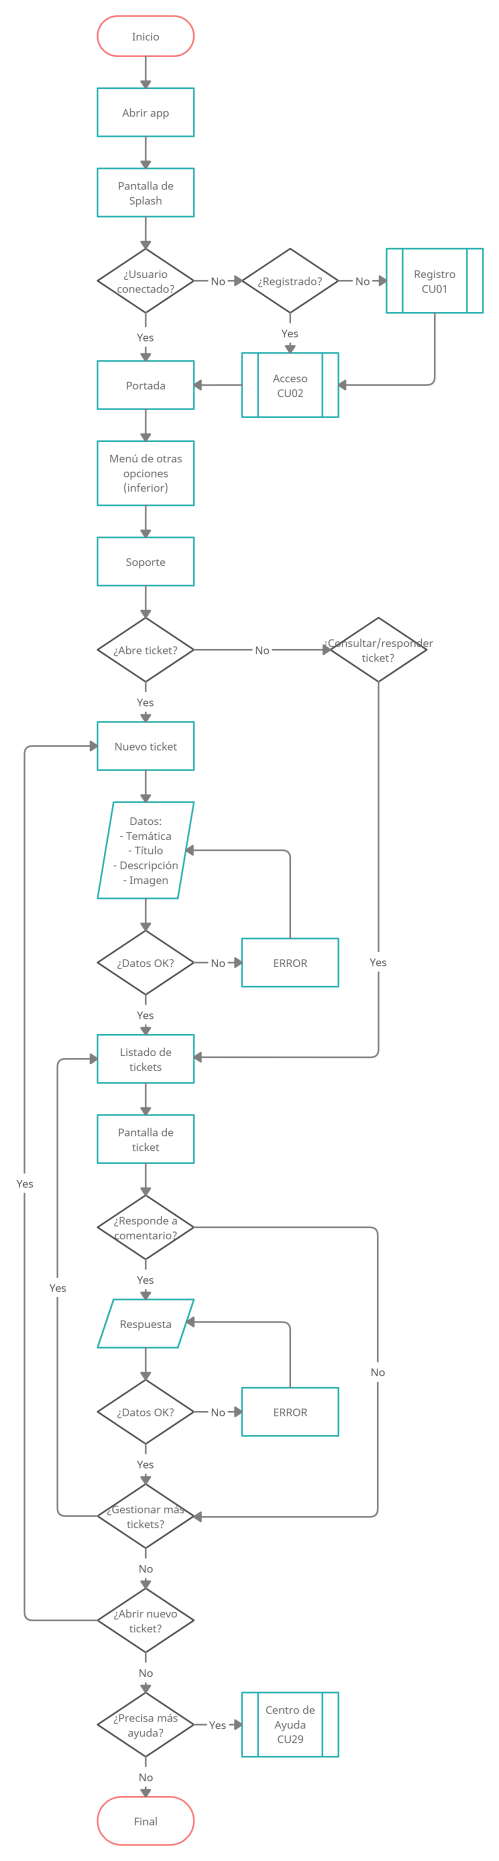 Inicio
Abrir app
Pantalla de
Splash
¿Usuario
conectado?
No
¿Registrado?
No
Registro
CU01
Yes
Yes
Portada
Acceso
CU02
Menú de otras
opciones
(inferior)
Soporte
¿Abre ticket?
No
¿Consultar/responder
ticket?
Yes
Nuevo ticket
Datos:
- Temática
- Título
- Descripción
- Imagen
¿Datos OK?
No
ERROR
Yes
Yes
Listado de
tickets
Pantalla de
ticket
Yes
¿Responde a
comentario?
Yes
Yes
Respuesta
No
¿Datos OK?
No
ERROR
Yes
¿Gestionar más
tickets?
No
¿Abrir nuevo
ticket?
No
¿Precisa más
ayuda?
Yes
Centro de
Ayuda
CU29
No
Final